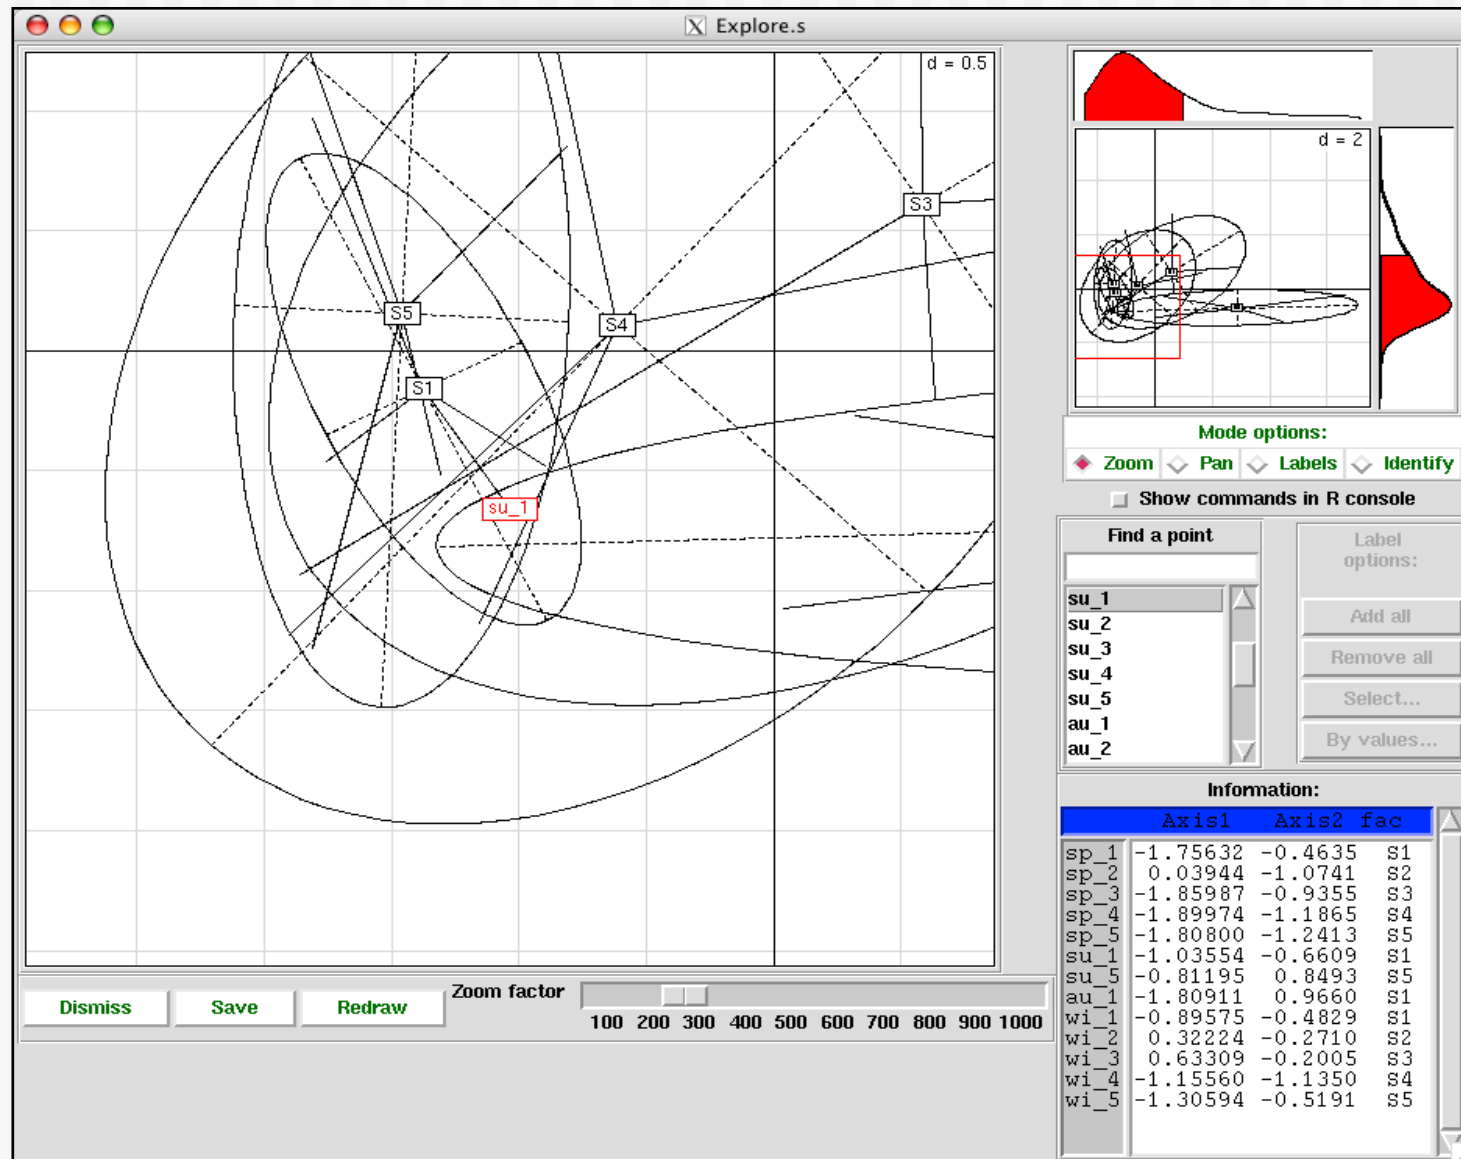 Explore.s
d = 0.5
S3
S5
S4
S1
su_1
d = 2
Mode options:
Zoom Pan Labels Identify
Show commands in R console
Find a point
su_1
su_2
su_3
su_4
su_5
au_1
au_2
Label
options:
Add all
Remove all
Select...
By values...
Information:
Axis1 Axis2 fac
sp_1 -1.75632 -0.4635 S1
sp_2 0.03944 -1.0741 S2
sp_3 -1.85987 -0.9355 S3
sp_4 -1.89974 -1.1865 S4
sp_5 -1.80800 -1.2413 S5
su_1 -1.03554 -0.6609 S1
su_5 -0.81195 0.8493 S5
au_1 -1.80911 0.9660 S1
wi_1 -0.89575 -0.4829 S1
wi_2 0.32224 -0.2710 S2
wi_3 0.63309 -0.2005 S3
wi_4 -1.15560 -1.1350 S4
wi_5 -1.30594 -0.5191 S5
Dismiss Save Redraw Zoom factor
100 200 300 400 500 600 700 800 900 1000